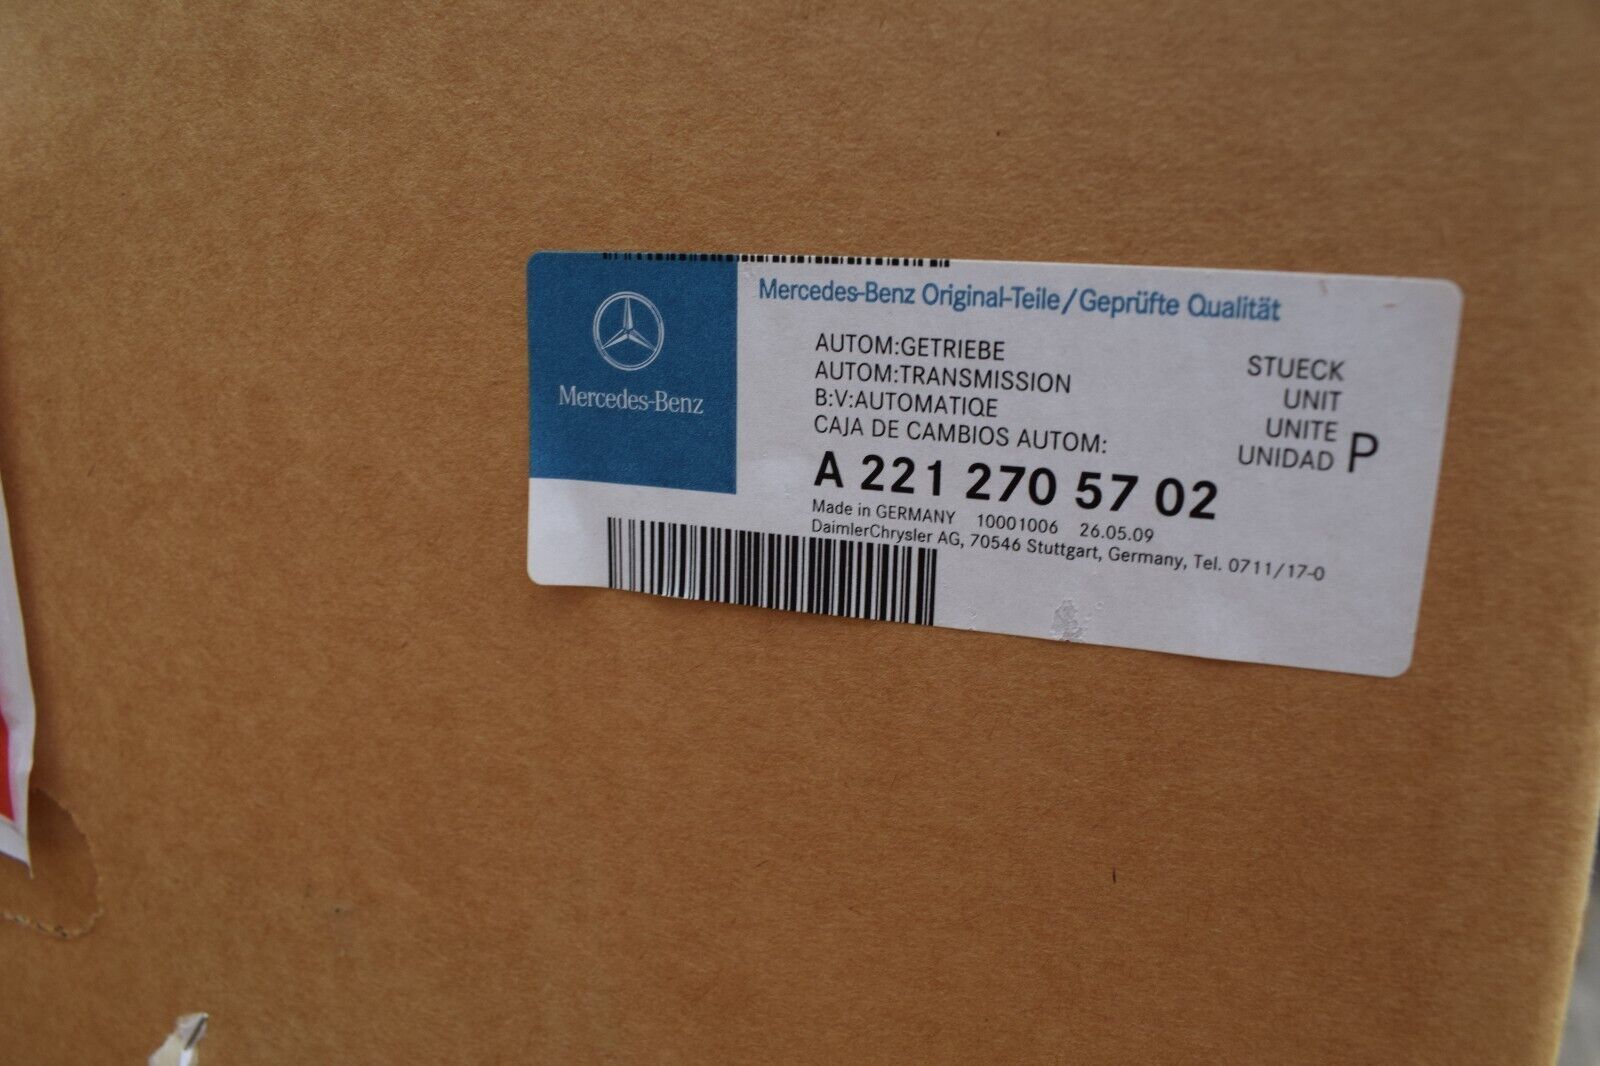 Mercedes-Benz
Mercedes-Benz Original-Teile/Geprüfte Qualität
AUTOM:GETRIEBE
AUTOM:TRANSMISSION
B:V:AUTOMATIQE
CAJA DE CAMBIOS AUTOM:
STUECK
UNIT
UNITE
UNIDAD P
A 221 270 57 02
Made in GERMANY 10001006 26.05.09
DaimlerChrysler AG, 70546 Stuttgart, Germany, Tel. 0711/17-0